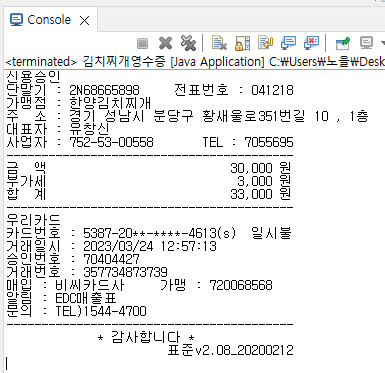 Console
<terminated> 김치찌개영수증 [Java Application] C:₩Users₩노을₩Desk
신용승인
단말기 : 2N68665898 전표번호 : 041218
가맹점 : 한양김치찌개
주 소 : 경기 성남시 분당구 황새울로351번길 10 , 1층
대표자 : 유창신
사업자 : 752-53-00558 TEL : 7055695
----------------------------------------
금 액 30,000 원
부가세 3,000 원
합 계 33,000 원
----------------------------------------
우리카드
카드번호 : 5387-20**-****-4613(s) 일시불
거래일시 : 2023/03/24 12:57:13
승인번호 : 70404427
거래번호 : 357734873739
매입 : 비씨카드사 가맹 : 720068568
알림 : EDC매출표
문의 : TEL)1544-4700
----------------------------------------
* 감사합니다 *
표준v2.08_20200212